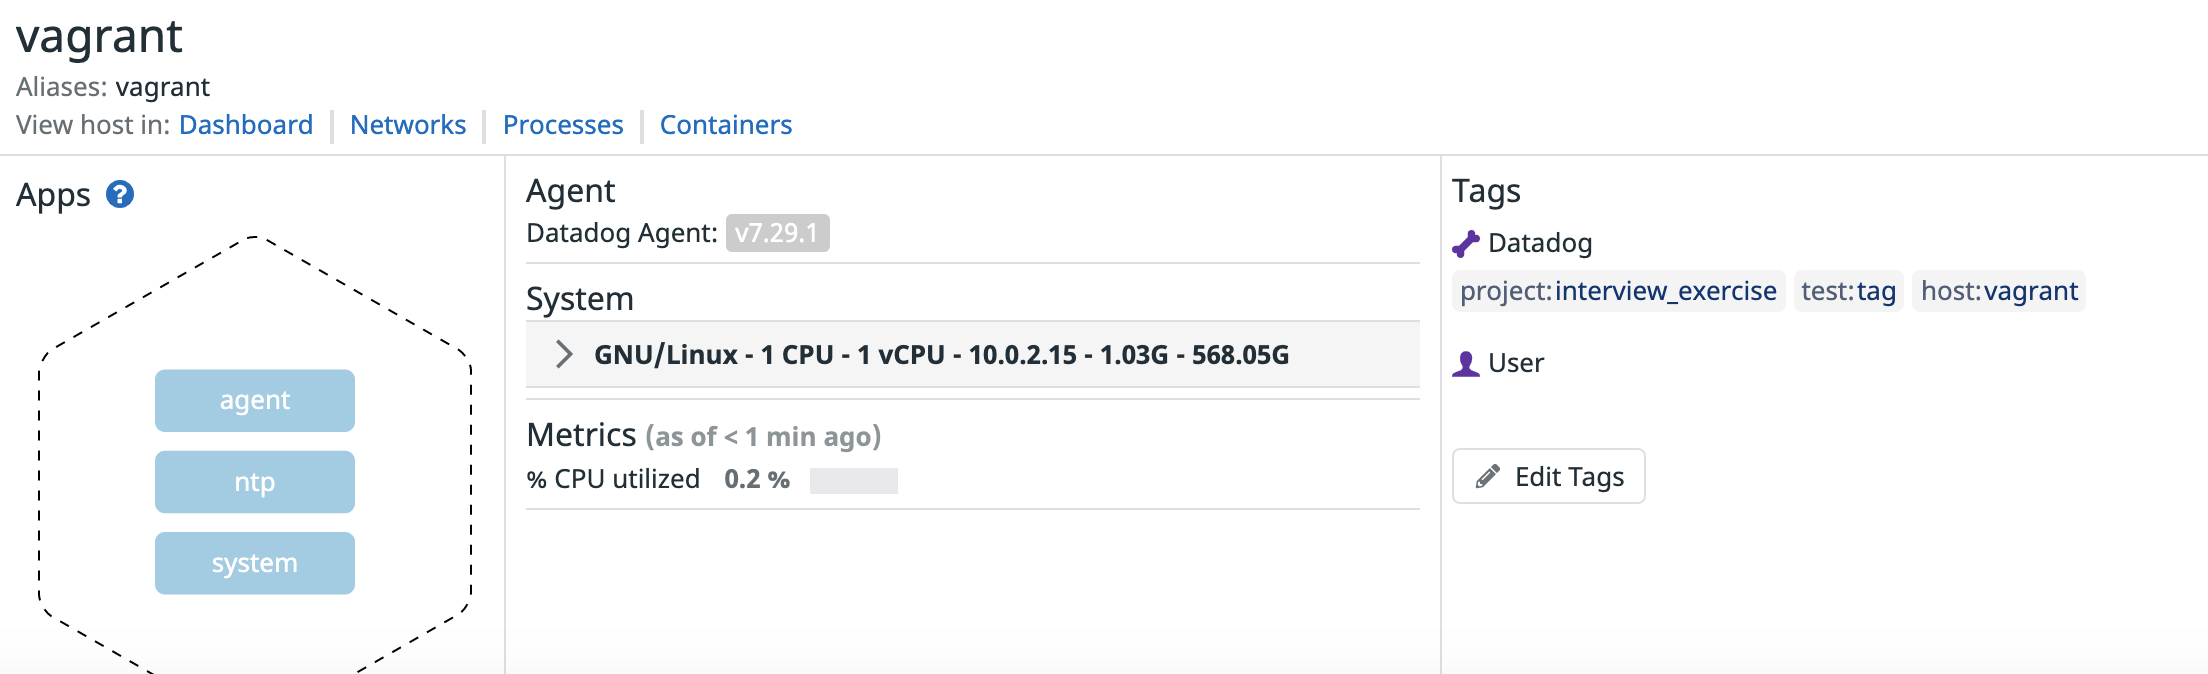 vagrant
Aliases: vagrant
View host in: Dashboard Networks Processes Containers
Apps ?
agent
ntp
system
Agent
Datadog Agent: v7.29.1
System
GNU/Linux - 1 CPU - 1 vCPU - 10.0.2.15 - 1.03G - 568.05G
Metrics (as of < 1 min ago)
% CPU utilized 0.2 %
Tags
Datadog
project:interview_exercise test:tag host:vagrant
User
Edit Tags